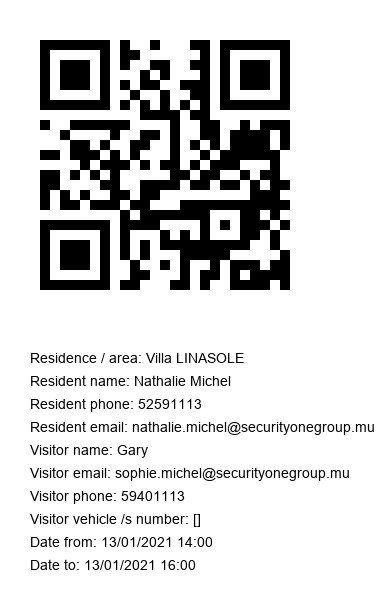 Residence / area: Villa LINASOLE
Resident name: Nathalie Michel
Resident phone: 52591113
Resident email: nathalie.michel@securityonegroup.mu
Visitor name: Gary
Visitor email: sophie.michel@securityonegroup.mu
Visitor phone: 59401113
Visitor vehicle /s number: []
Date from: 13/01/2021 14:00
Date to: 13/01/2021 16:00